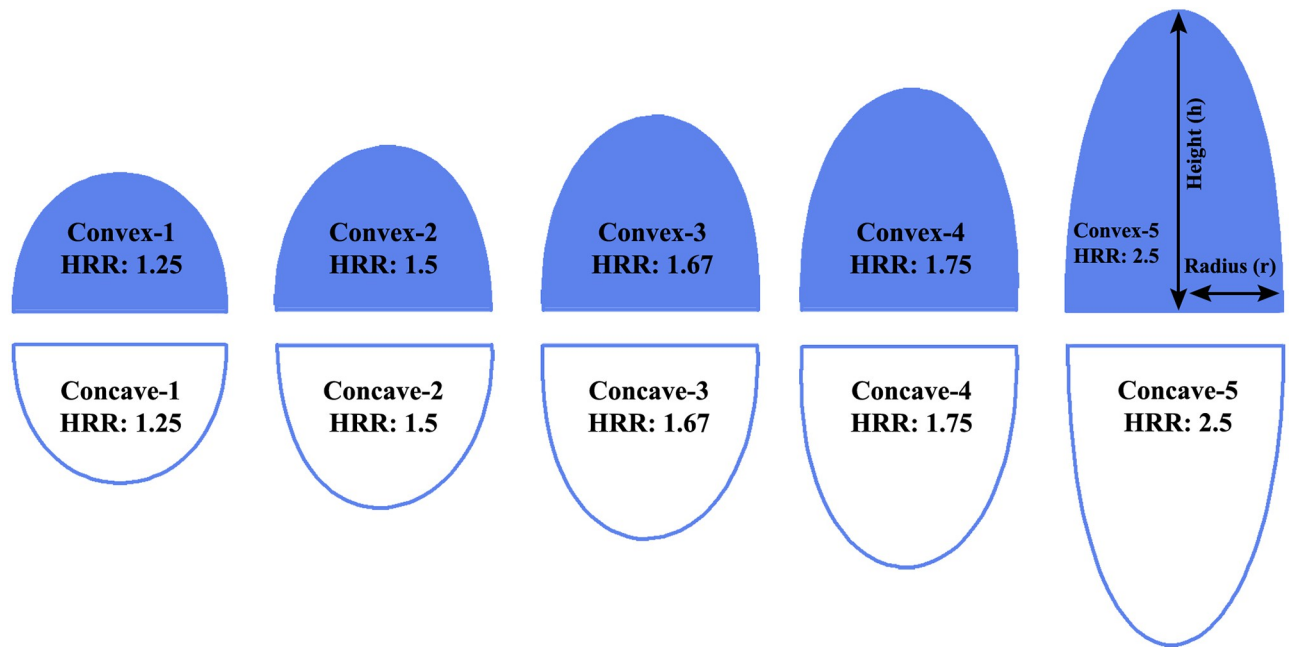 Convex-1
HRR: 1.25
Convex-2
HRR: 1.5
Convex-3
HRR: 1.67
Convex-4
HRR: 1.75
Convex-5
HRR: 2.5
Height (h)
Radius (r)
Concave-1
HRR: 1.25
Concave-2
HRR: 1.5
Concave-3
HRR: 1.67
Concave-4
HRR: 1.75
Concave-5
HRR: 2.5